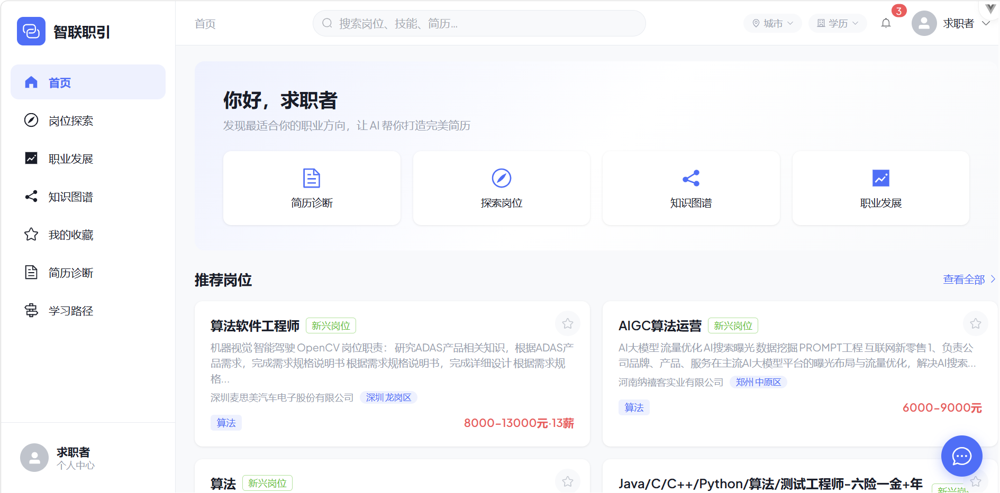 智联职引
首页
岗位探索
职业发展
知识图谱
我的收藏
简历诊断
学习路径
求职者
个人中心
首页
搜索岗位、技能、简历...
城市
学历
3
求职者
你好，求职者
发现最适合你的职业方向，让 AI 帮你打造完美简历
简历诊断
探索岗位
知识图谱
职业发展
推荐岗位
查看全部
算法软件工程师 新兴岗位
机器视觉 智能驾驶 OpenCV 岗位职责： 研究ADAS产品相关知识，根据ADAS产
品需求，完成需求规格说明书 根据需求规格说明书，完成详细设计 根据需求规
格...
深圳麦思美汽车电子股份有限公司 深圳 龙岗区
算法 8000-13000元·13薪
AIGC算法运营 新兴岗位
AI大模型 流量优化 AI搜索曝光 数据挖掘 PROMPT工程 互联网新零售 1、负责公
司品牌、产品、服务在主流AI大模型平台的曝光布局与流量优化，解决AI搜索...
河南纳禧客实业有限公司 郑州 中原区
算法 6000-9000元
算法 新兴岗位
Java/C/C++/Python/算法/测试工程师-六险一金+年
新兴岗